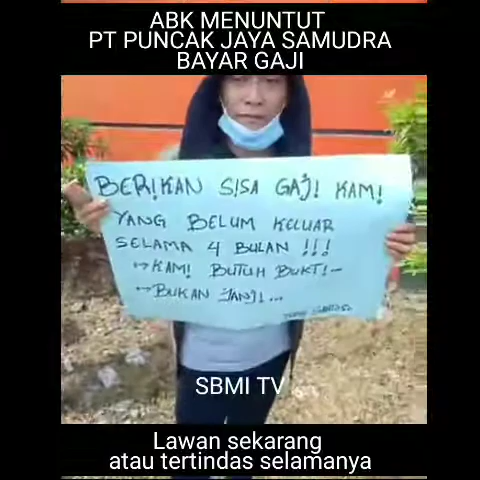 ABK MENUNTUT
PT PUNCAK JAYA SAMUDRA
BAYAR GAJI
BERIKAN SISA GAJI KAMI
YANG BELUM KELUAR
SELAMA 4 BULAN !!!
→KAMI BUTUH BUKTI-
→BUKAN JANJI...
SBMI TV
Lawan sekarang
atau tertindas selamanya